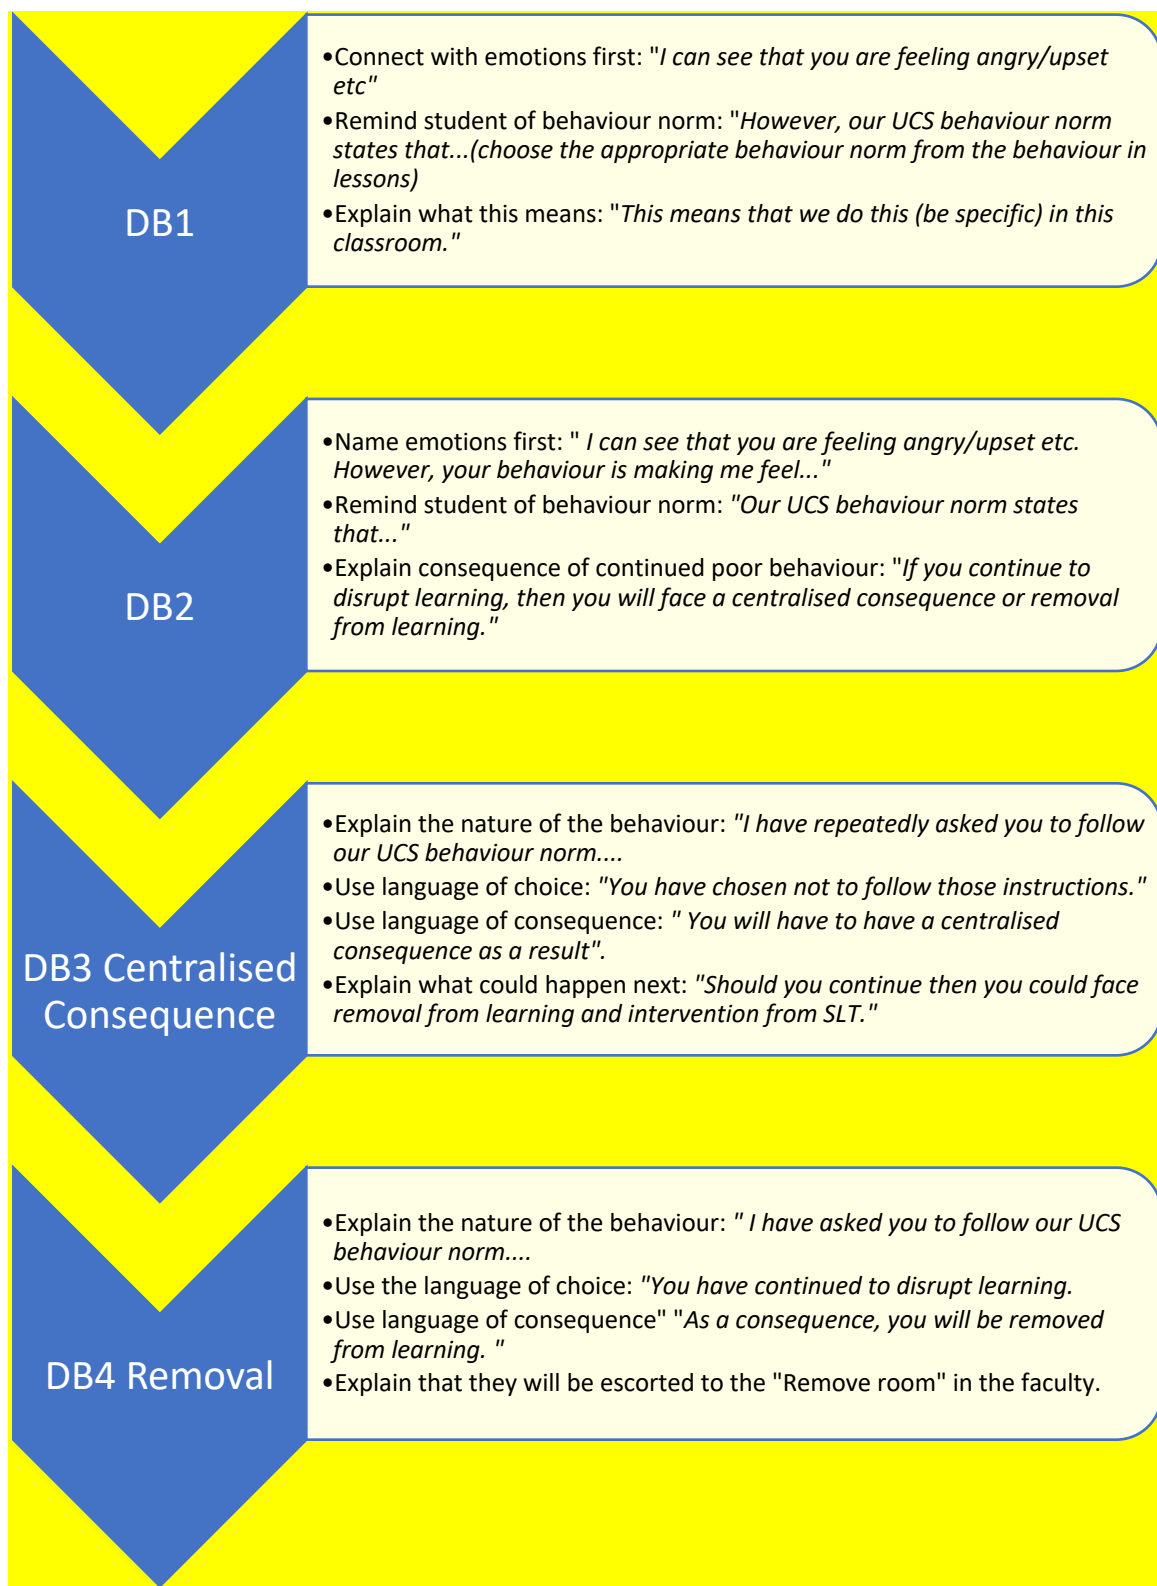 DB1
•Connect with emotions first: "I can see that you are feeling angry/upset
etc"
•Remind student of behaviour norm: "However, our UCS behaviour norm
states that...(choose the appropriate behaviour norm from the behaviour in
lessons)
•Explain what this means: "This means that we do this (be specific) in this
classroom."
DB2
•Name emotions first: " I can see that you are feeling angry/upset etc.
However, your behaviour is making me feel..."
•Remind student of behaviour norm: "Our UCS behaviour norm states
that..."
•Explain consequence of continued poor behaviour: "If you continue to
disrupt learning, then you will face a centralised consequence or removal
from learning."
DB3 Centralised
Consequence
•Explain the nature of the behaviour: "I have repeatedly asked you to follow
our UCS behaviour norm....
•Use language of choice: "You have chosen not to follow those instructions."
•Use language of consequence: " You will have to have a centralised
consequence as a result".
•Explain what could happen next: "Should you continue then you could face
removal from learning and intervention from SLT."
DB4 Removal
•Explain the nature of the behaviour: " I have asked you to follow our UCS
behaviour norm....
•Use the language of choice: "You have continued to disrupt learning.
•Use language of consequence" "As a consequence, you will be removed
from learning. "
•Explain that they will be escorted to the "Remove room" in the faculty.